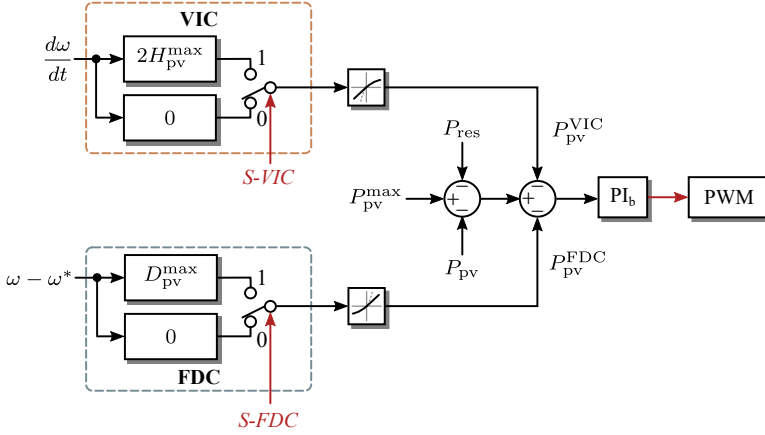 VIC
dω/dt
2H_pv^max
1
0
0
S-VIC
P_res
P_pv^VIC
P_pv^max
+
−
−
+
−
−
PI_b
PWM
P_pv
P_pv^FDC
ω − ω*
D_pv^max
1
0
0
FDC
S-FDC